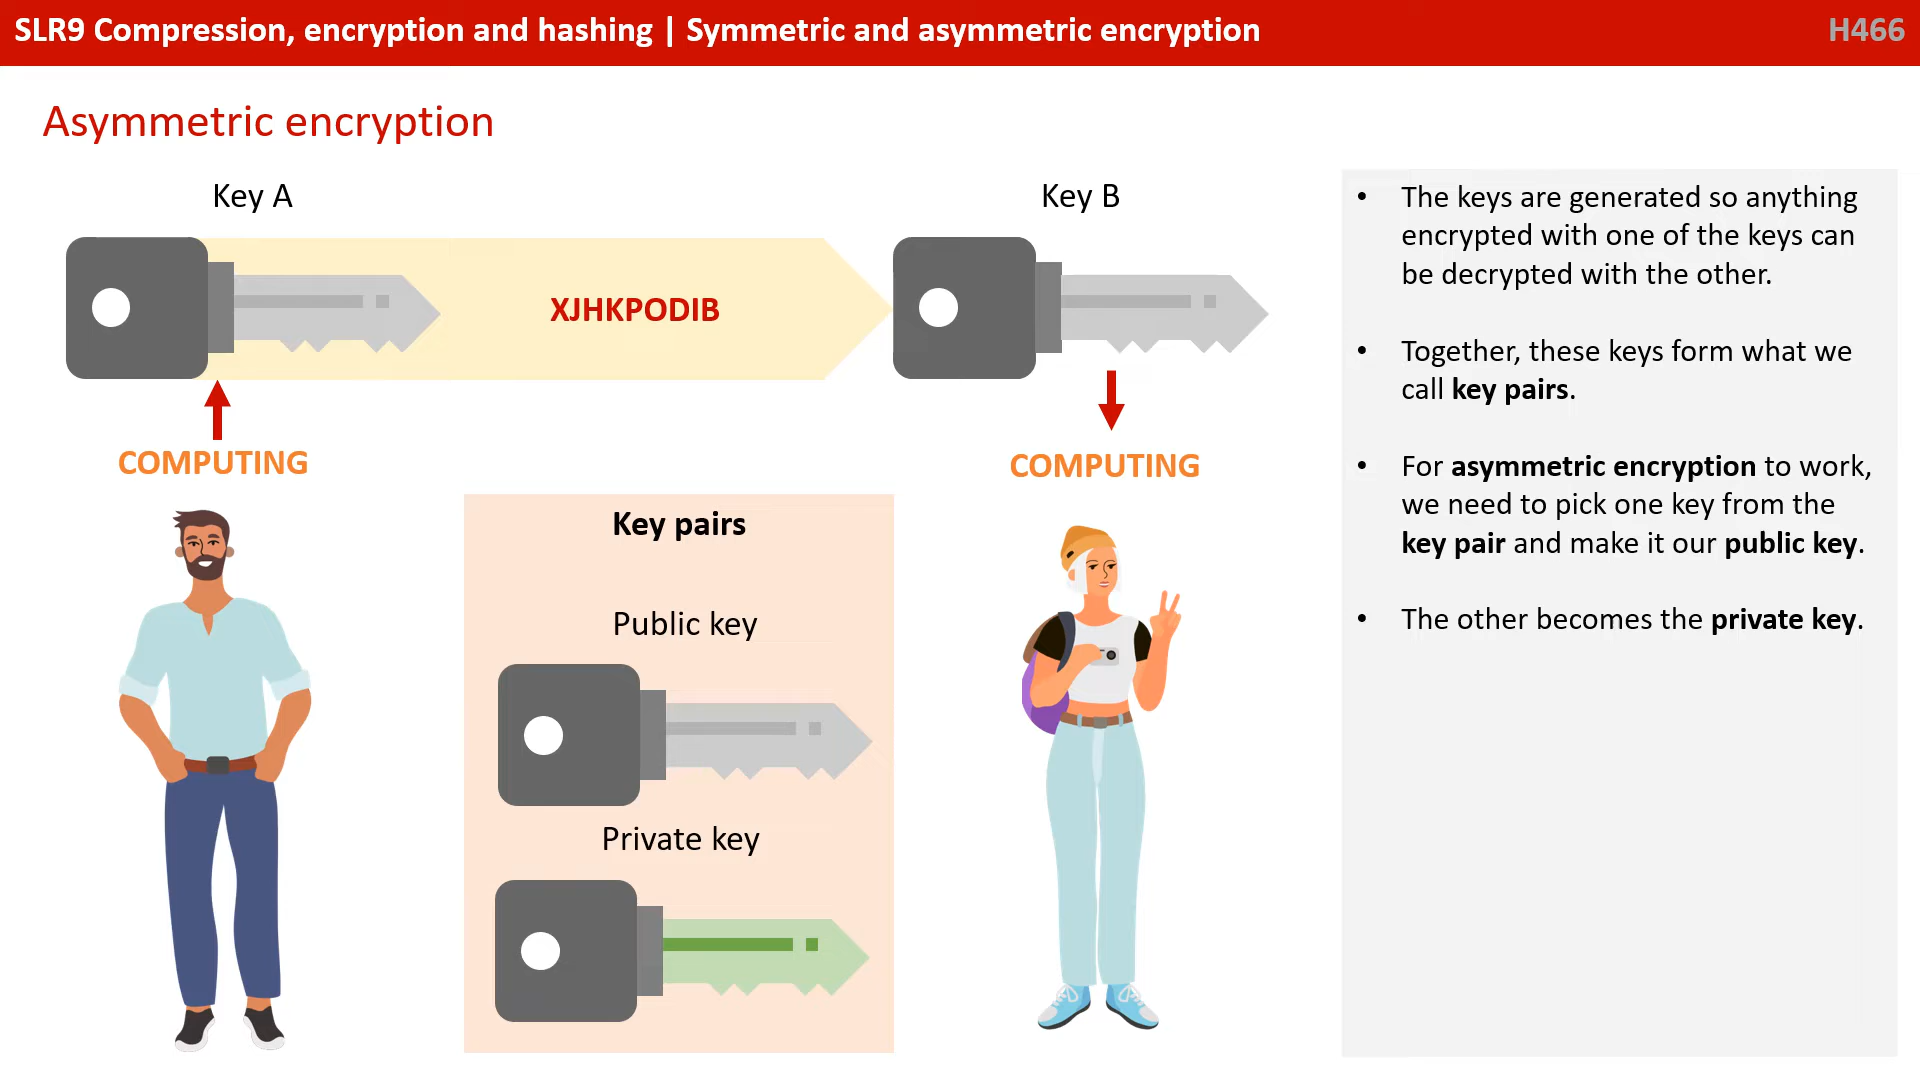 SLR9 Compression, encryption and hashing | Symmetric and asymmetric encryption
H466
Asymmetric encryption
Key A
Key B
XJHKPODIB
COMPUTING
COMPUTING
Key pairs
Public key
Private key
• The keys are generated so anything
encrypted with one of the keys can
be decrypted with the other.
• Together, these keys form what we
call key pairs.
• For asymmetric encryption to work,
we need to pick one key from the
key pair and make it our public key.
• The other becomes the private key.